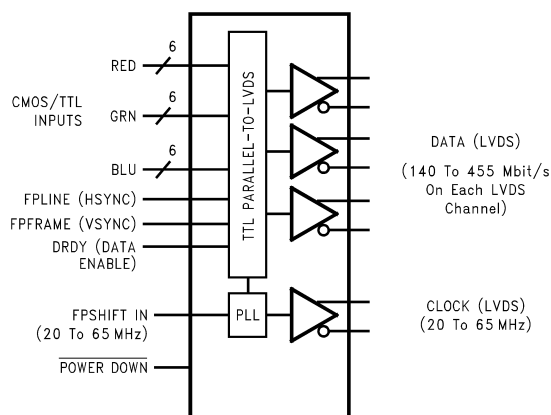 6
RED
6
CMOS/TTL
INPUTS
GRN
6
BLU
FPLINE (HSYNC)
FPFRAME (VSYNC)
DRDY (DATA
ENABLE)
FPSHIFT IN
(20 To 65 MHz)
POWER DOWN
TTL PARALLEL-TO-LVDS
PLL
DATA (LVDS)
(140 To 455 Mbit/s
On Each LVDS
Channel)
CLOCK (LVDS)
(20 To 65 MHz)